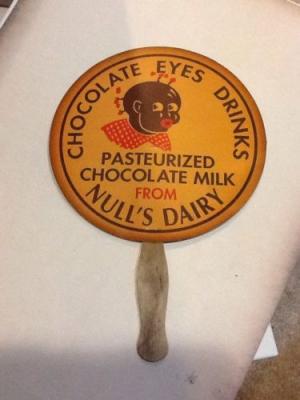 CHOCOLATE EYES DRINKS
PASTEURIZED
CHOCOLATE MILK
FROM
NULL'S DAIRY